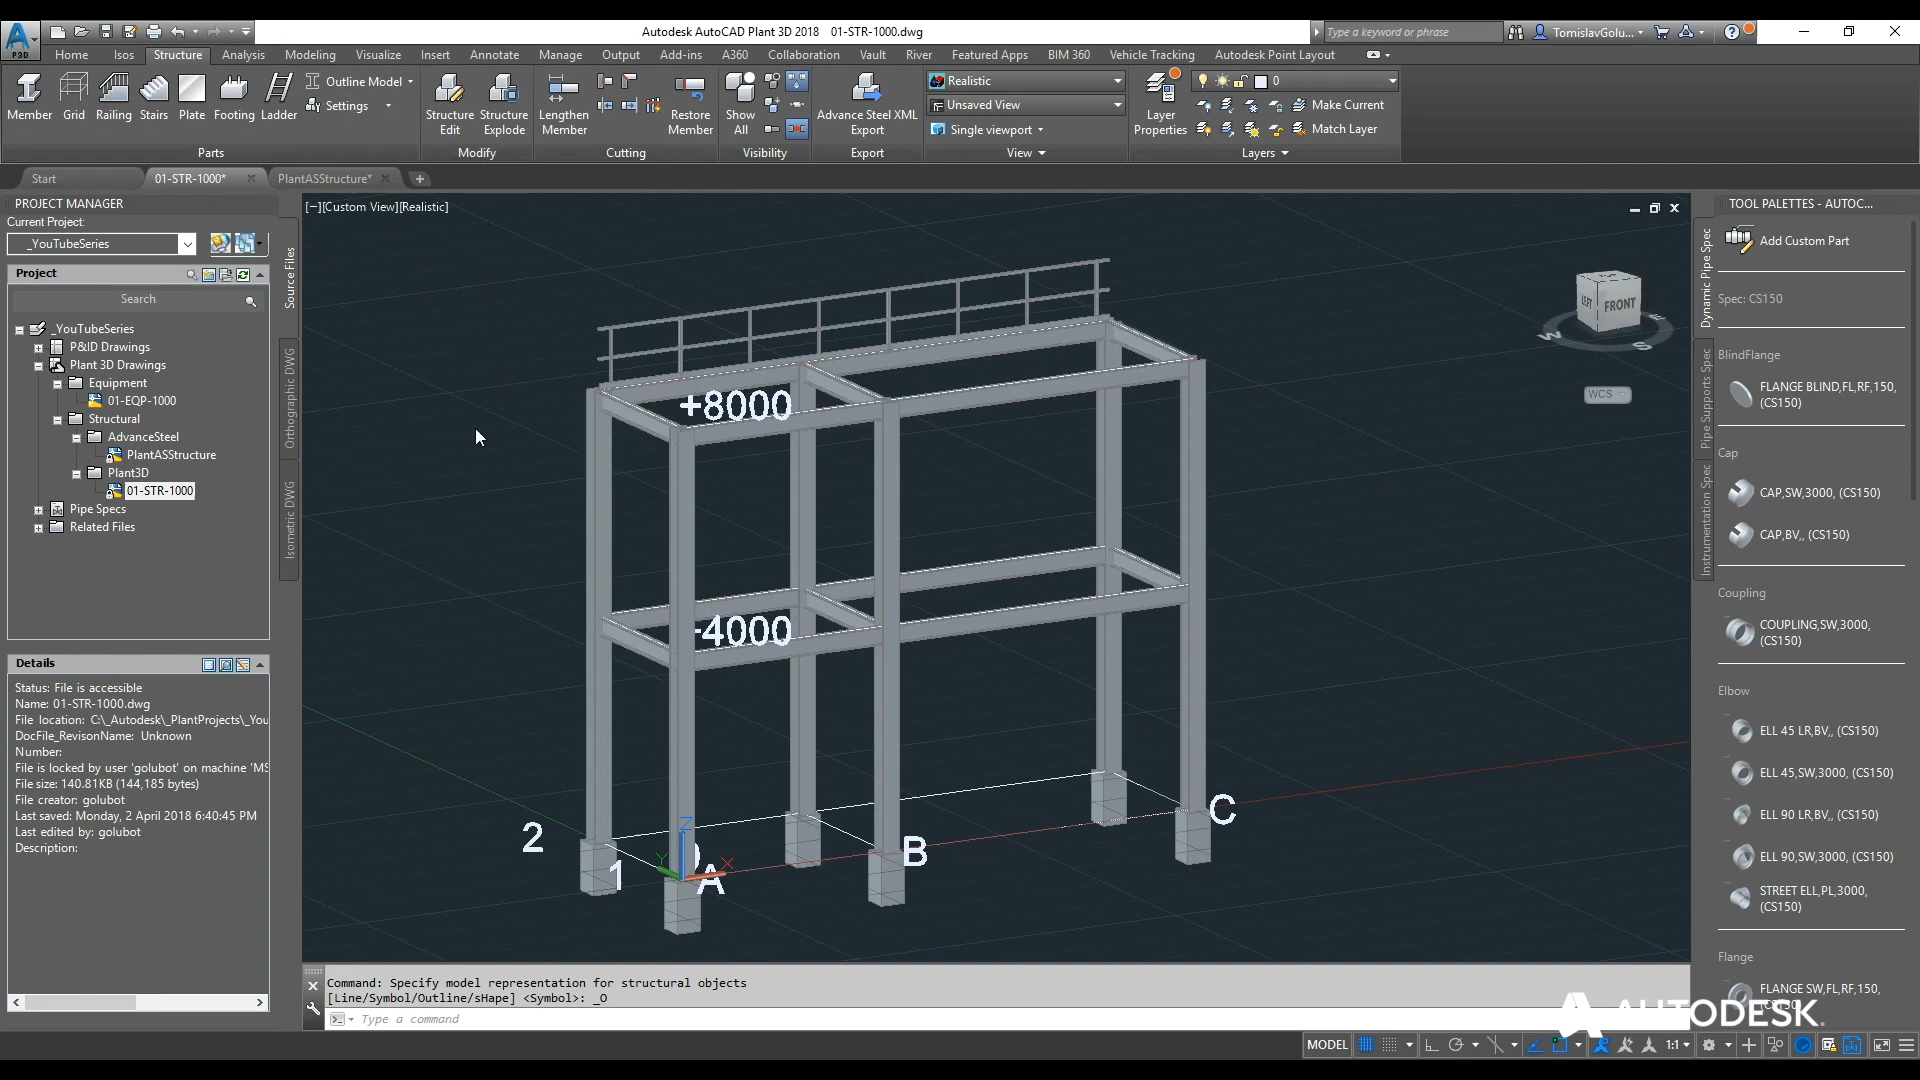 P3D
Autodesk AutoCAD Plant 3D 2018 01-STR-1000.dwg
Type a keyword or phrase
TomislavGolu...
Home Isos Structure Analysis Modeling Visualize Insert Annotate Manage Output Add-ins A360 Collaboration Vault River Featured Apps BIM 360 Vehicle Tracking Autodesk Point Layout
Member Grid Railing Stairs Plate Footing Ladder
Outline Model
Settings
Structure Edit
Structure Explode
Lengthen Member
Restore Member
Show All
Advance Steel XML Export
Realistic
Unsaved View
Single viewport
Layer Properties
0
Make Current
Match Layer
Parts Modify Cutting Visibility Export View Layers
Start 01-STR-1000* PlantASStructure*
PROJECT MANAGER
Current Project:
_YouTubeSeries
Project
Search
_YouTubeSeries
P&ID Drawings
Plant 3D Drawings
Equipment
01-EQP-1000
Structural
AdvanceSteel
PlantASStructure
Plant3D
01-STR-1000
Pipe Specs
Related Files
Source Files
Orthographic DWG
Isometric DWG
Details
Status: File is accessible
Name: 01-STR-1000.dwg
File location: C:\_Autodesk\_PlantProjects\_You
DocFile_RevisonName: Unknown
Number:
File is locked by user 'golubot' on machine 'MS
File size: 140.81KB (144,185 bytes)
File creator: golubot
Last saved: Monday, 2 April 2018 6:40:45 PM
Last edited by: golubot
Description:
[−][Custom View][Realistic]
+8000
4000
2
1
A
B
C
Z
Y
X
LEFT FRONT
W
S
E
WCS
Command: Specify model representation for structural objects
[Line/Symbol/Outline/sHape] <Symbol>: _O
Type a command
TOOL PALETTES - AUTOC...
Dynamic Pipe Spec
Pipe Supports Spec
Instrumentation Spec
Add Custom Part
Spec: CS150
BlindFlange
FLANGE BLIND,FL,RF,150,
(CS150)
Cap
CAP,SW,3000, (CS150)
CAP,BV,, (CS150)
Coupling
COUPLING,SW,3000,
(CS150)
Elbow
ELL 45 LR,BV,, (CS150)
ELL 45,SW,3000, (CS150)
ELL 90 LR,BV,, (CS150)
ELL 90,SW,3000, (CS150)
STREET ELL,PL,3000,
(CS150)
Flange
FLANGE SW,FL,RF,150,
AUTODESK.
MODEL
1:1